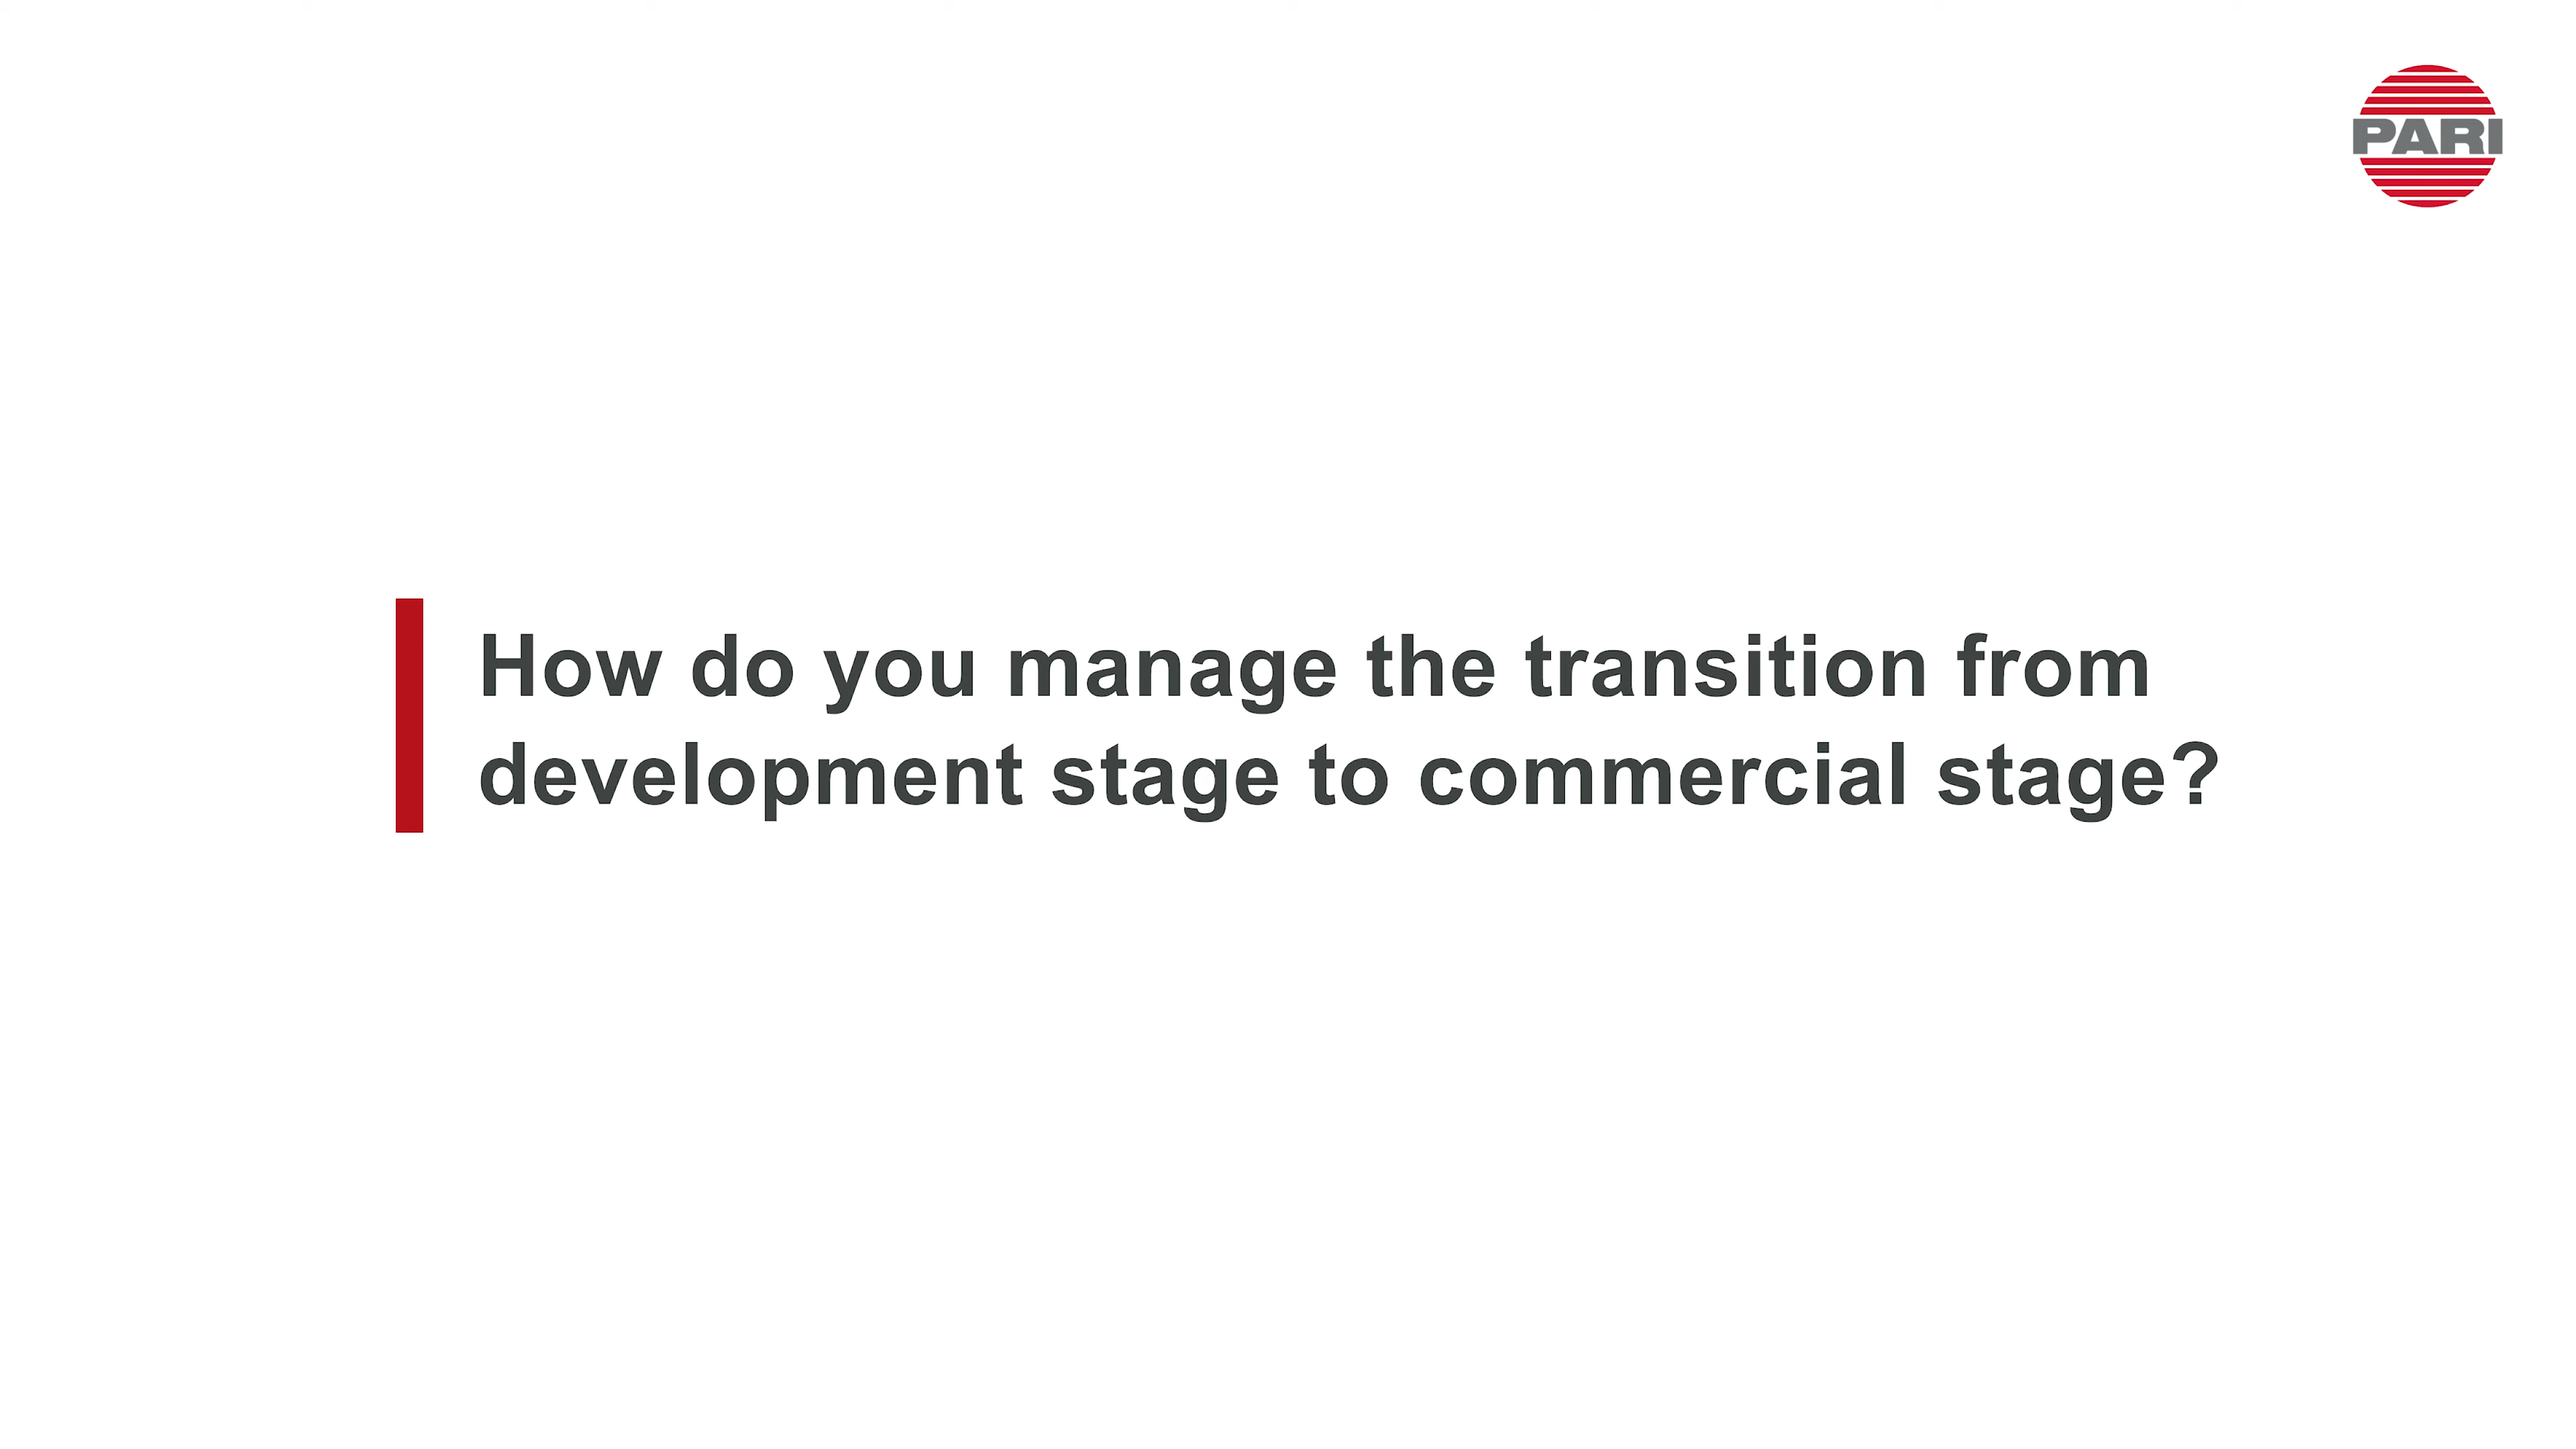 PARI
How do you manage the transition from
development stage to commercial stage?